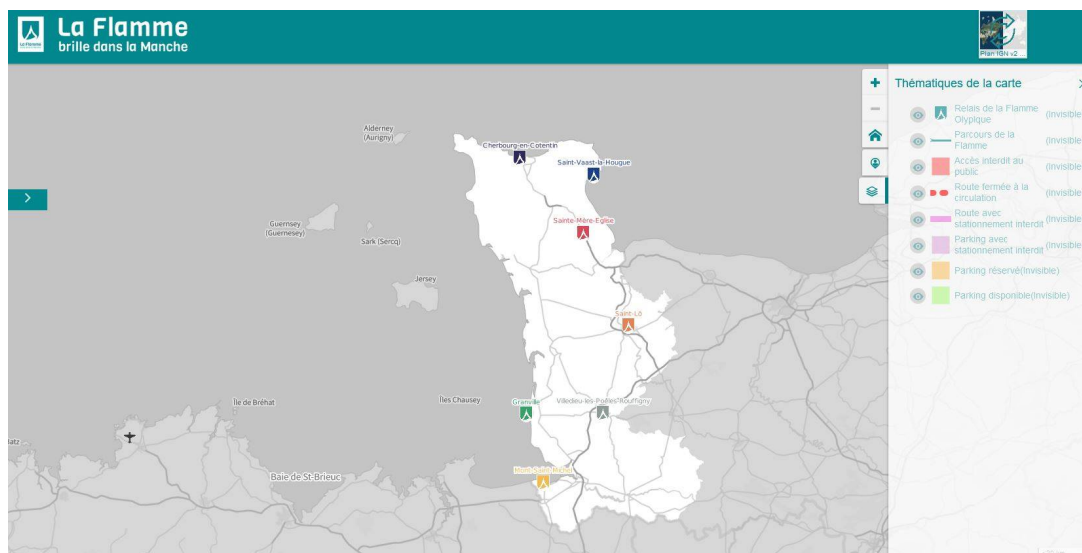 La Flamme
brille dans la Manche
La Flamme
Plan IGN v2
Thématiques de la carte
Relais de la Flamme
Olypique
(Invisible
Parcours de la
Flamme
(Invisible
Accès interdit au
public
(Invisible
Route fermée à la
circulation
(Invisible
Route avec
stationnement interdit
(Invisible
Parking avec
stationnement interdit
(Invisible
Parking réservé(Invisible)
Parking disponible(Invisible)
Alderney
(Aurigny)
Cherbourg-en-Cotentin
Saint-Vaast-la-Hougue
Guernsey
(Guernesey)
Sainte-Mère-Eglise
Sark (Sercq)
Jersey
Saint-Lô
Île de Bréhat
Îles Chausey
Granville
Villedieu-les-Poêles-Rouffigny
latz
Mont-Saint-Michel
Baie de St-Brieuc